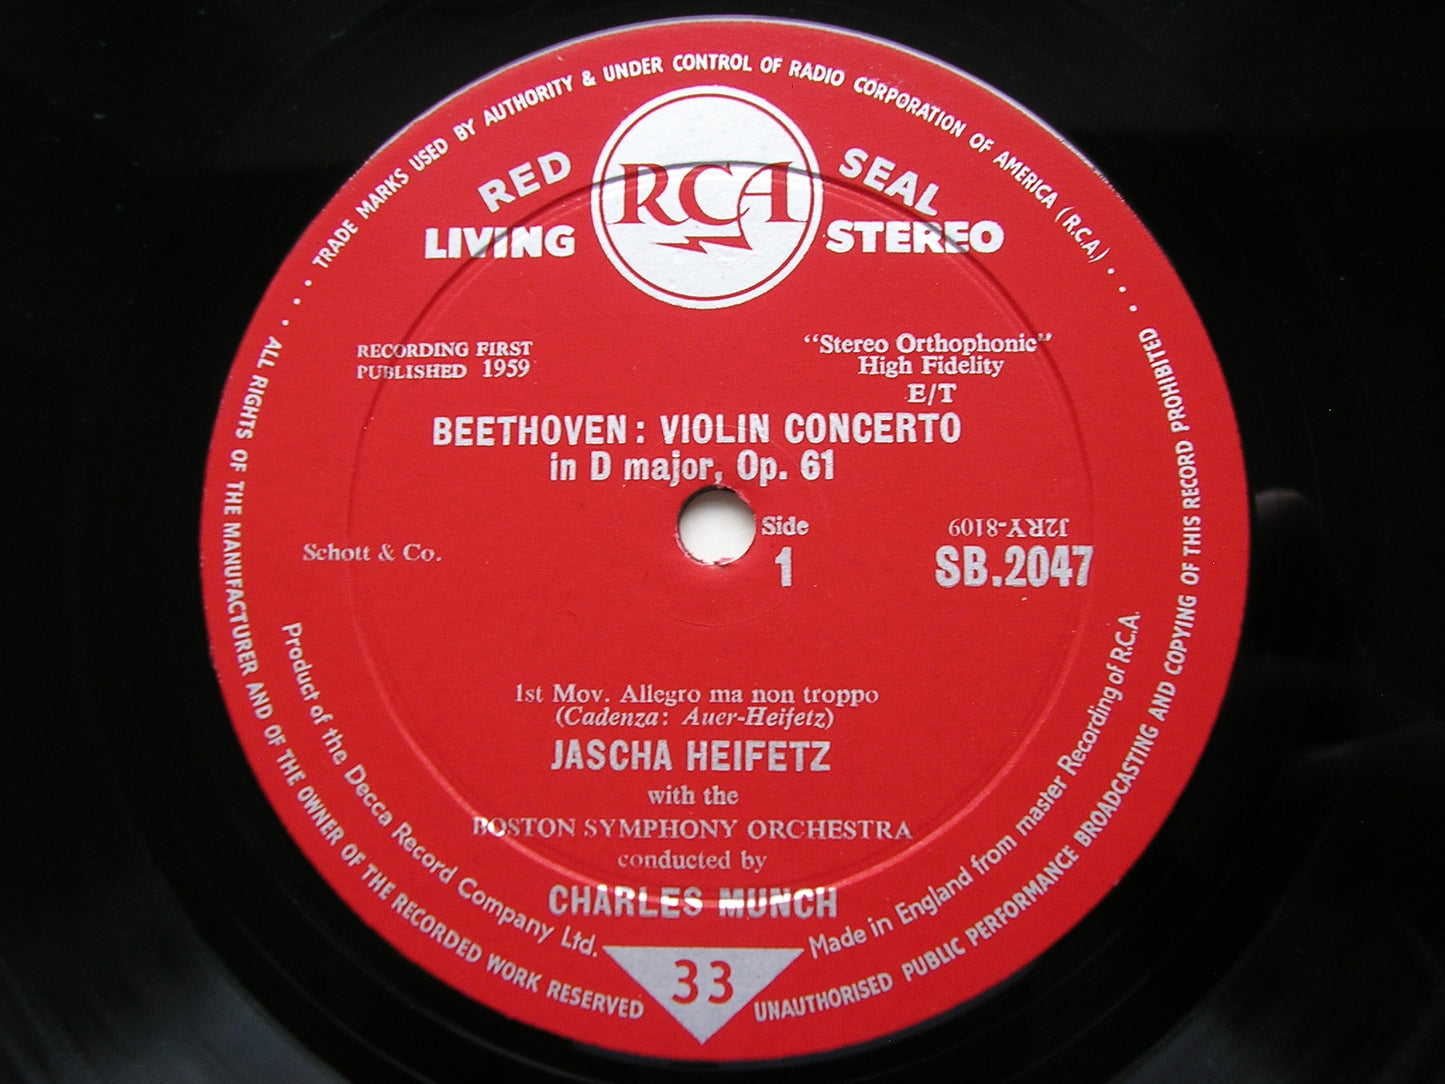 TRADE MARKS USED BY AUTHORITY & UNDER CONTROL OF RADIO CORPORATION OF AMERICA (R.C.A.)
RED RCA SEAL
LIVING STEREO
RECORDING FIRST
PUBLISHED 1959
"Stereo Orthophonic"
High Fidelity
E/T
BEETHOVEN: VIOLIN CONCERTO
in D major, Op. 61
Schott & Co.
Side
1
J2RY-8109
SB.2047
1st Mov. Allegro ma non troppo
(Cadenza: Auer-Heifetz)
JASCHA HEIFETZ
with the
BOSTON SYMPHONY ORCHESTRA
conducted by
CHARLES MUNCH
Product of the Decca Record Company Ltd.
33
Made in England from master Recording of R.C.A.
ALL RIGHTS OF THE MANUFACTURER AND OF THE OWNER OF THE RECORDED WORK RESERVED
UNAUTHORISED PUBLIC PERFORMANCE BROADCASTING AND COPYING OF THIS RECORD PROHIBITED